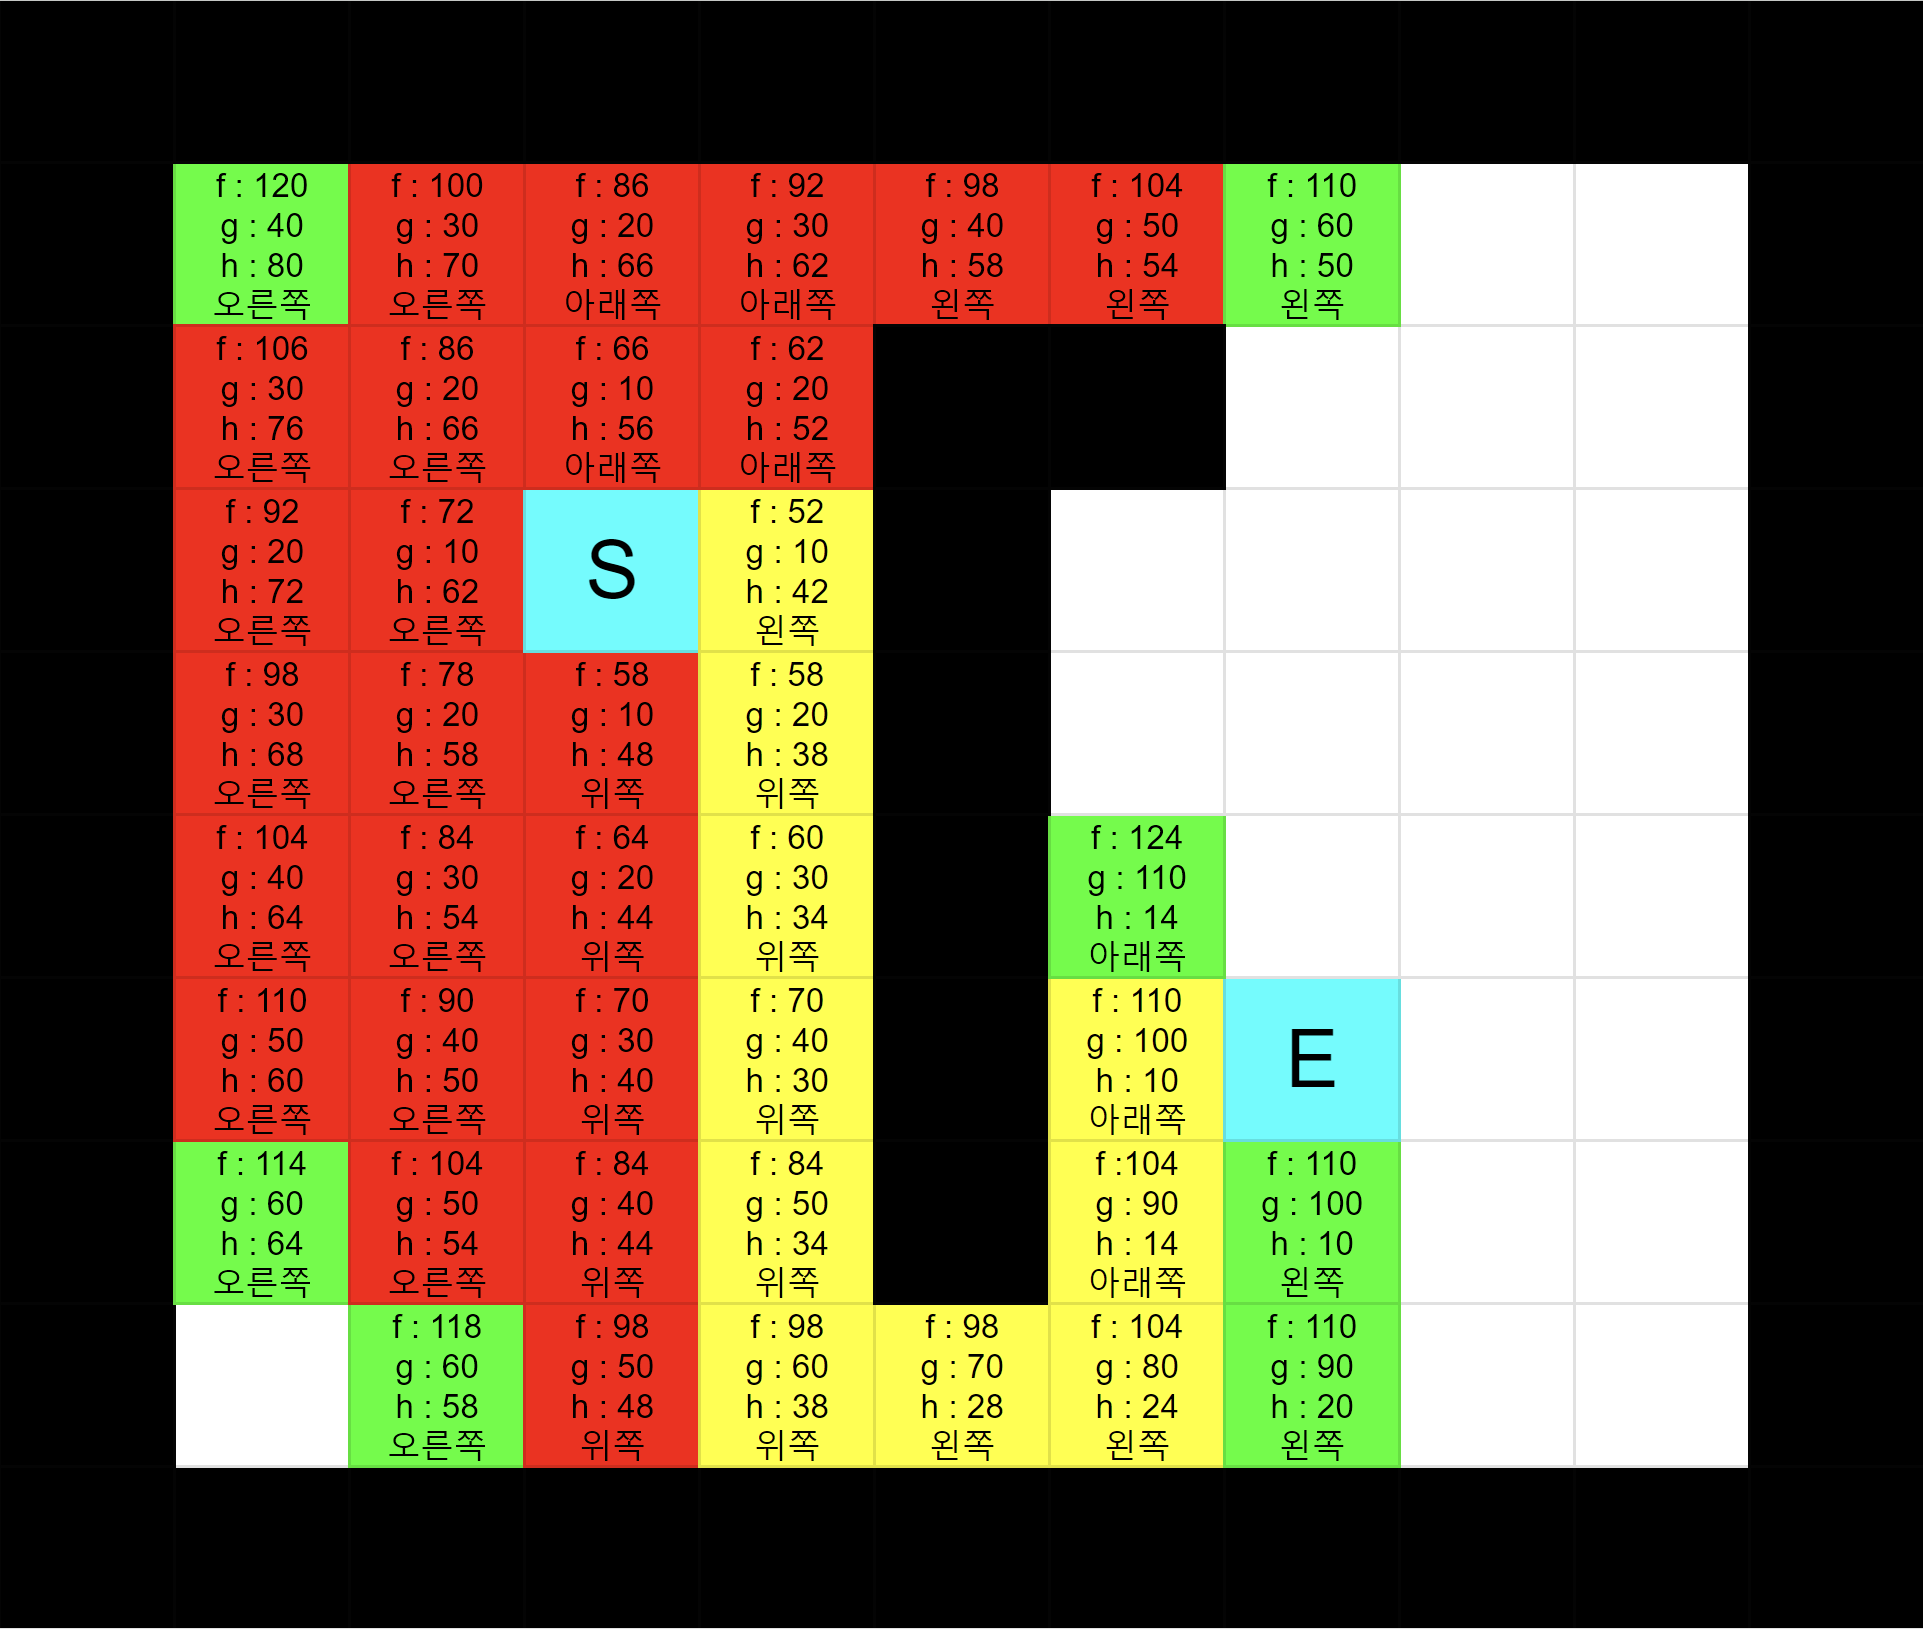 f : 120
g : 40
h : 80
오른쪽
f : 100
g : 30
h : 70
오른쪽
f : 86
g : 20
h : 66
아래쪽
f : 92
g : 30
h : 62
아래쪽
f : 98
g : 40
h : 58
왼쪽
f : 104
g : 50
h : 54
왼쪽
f : 110
g : 60
h : 50
왼쪽
f : 106
g : 30
h : 76
오른쪽
f : 86
g : 20
h : 66
오른쪽
f : 66
g : 10
h : 56
아래쪽
f : 62
g : 20
h : 52
아래쪽
f : 92
g : 20
h : 72
오른쪽
f : 72
g : 10
h : 62
오른쪽
S
f : 52
g : 10
h : 42
왼쪽
f : 98
g : 30
h : 68
오른쪽
f : 78
g : 20
h : 58
오른쪽
f : 58
g : 10
h : 48
위쪽
f : 58
g : 20
h : 38
위쪽
f : 104
g : 40
h : 64
오른쪽
f : 84
g : 30
h : 54
오른쪽
f : 64
g : 20
h : 44
위쪽
f : 60
g : 30
h : 34
위쪽
f : 124
g : 110
h : 14
아래쪽
f : 110
g : 50
h : 60
오른쪽
f : 90
g : 40
h : 50
오른쪽
f : 70
g : 30
h : 40
위쪽
f : 70
g : 40
h : 30
위쪽
f : 110
g : 100
h : 10
아래쪽
E
f : 114
g : 60
h : 64
오른쪽
f : 104
g : 50
h : 54
오른쪽
f : 84
g : 40
h : 44
위쪽
f : 84
g : 50
h : 34
위쪽
f :104
g : 90
h : 14
아래쪽
f : 110
g : 100
h : 10
왼쪽
f : 118
g : 60
h : 58
오른쪽
f : 98
g : 50
h : 48
위쪽
f : 98
g : 60
h : 38
위쪽
f : 98
g : 70
h : 28
왼쪽
f : 104
g : 80
h : 24
왼쪽
f : 110
g : 90
h : 20
왼쪽